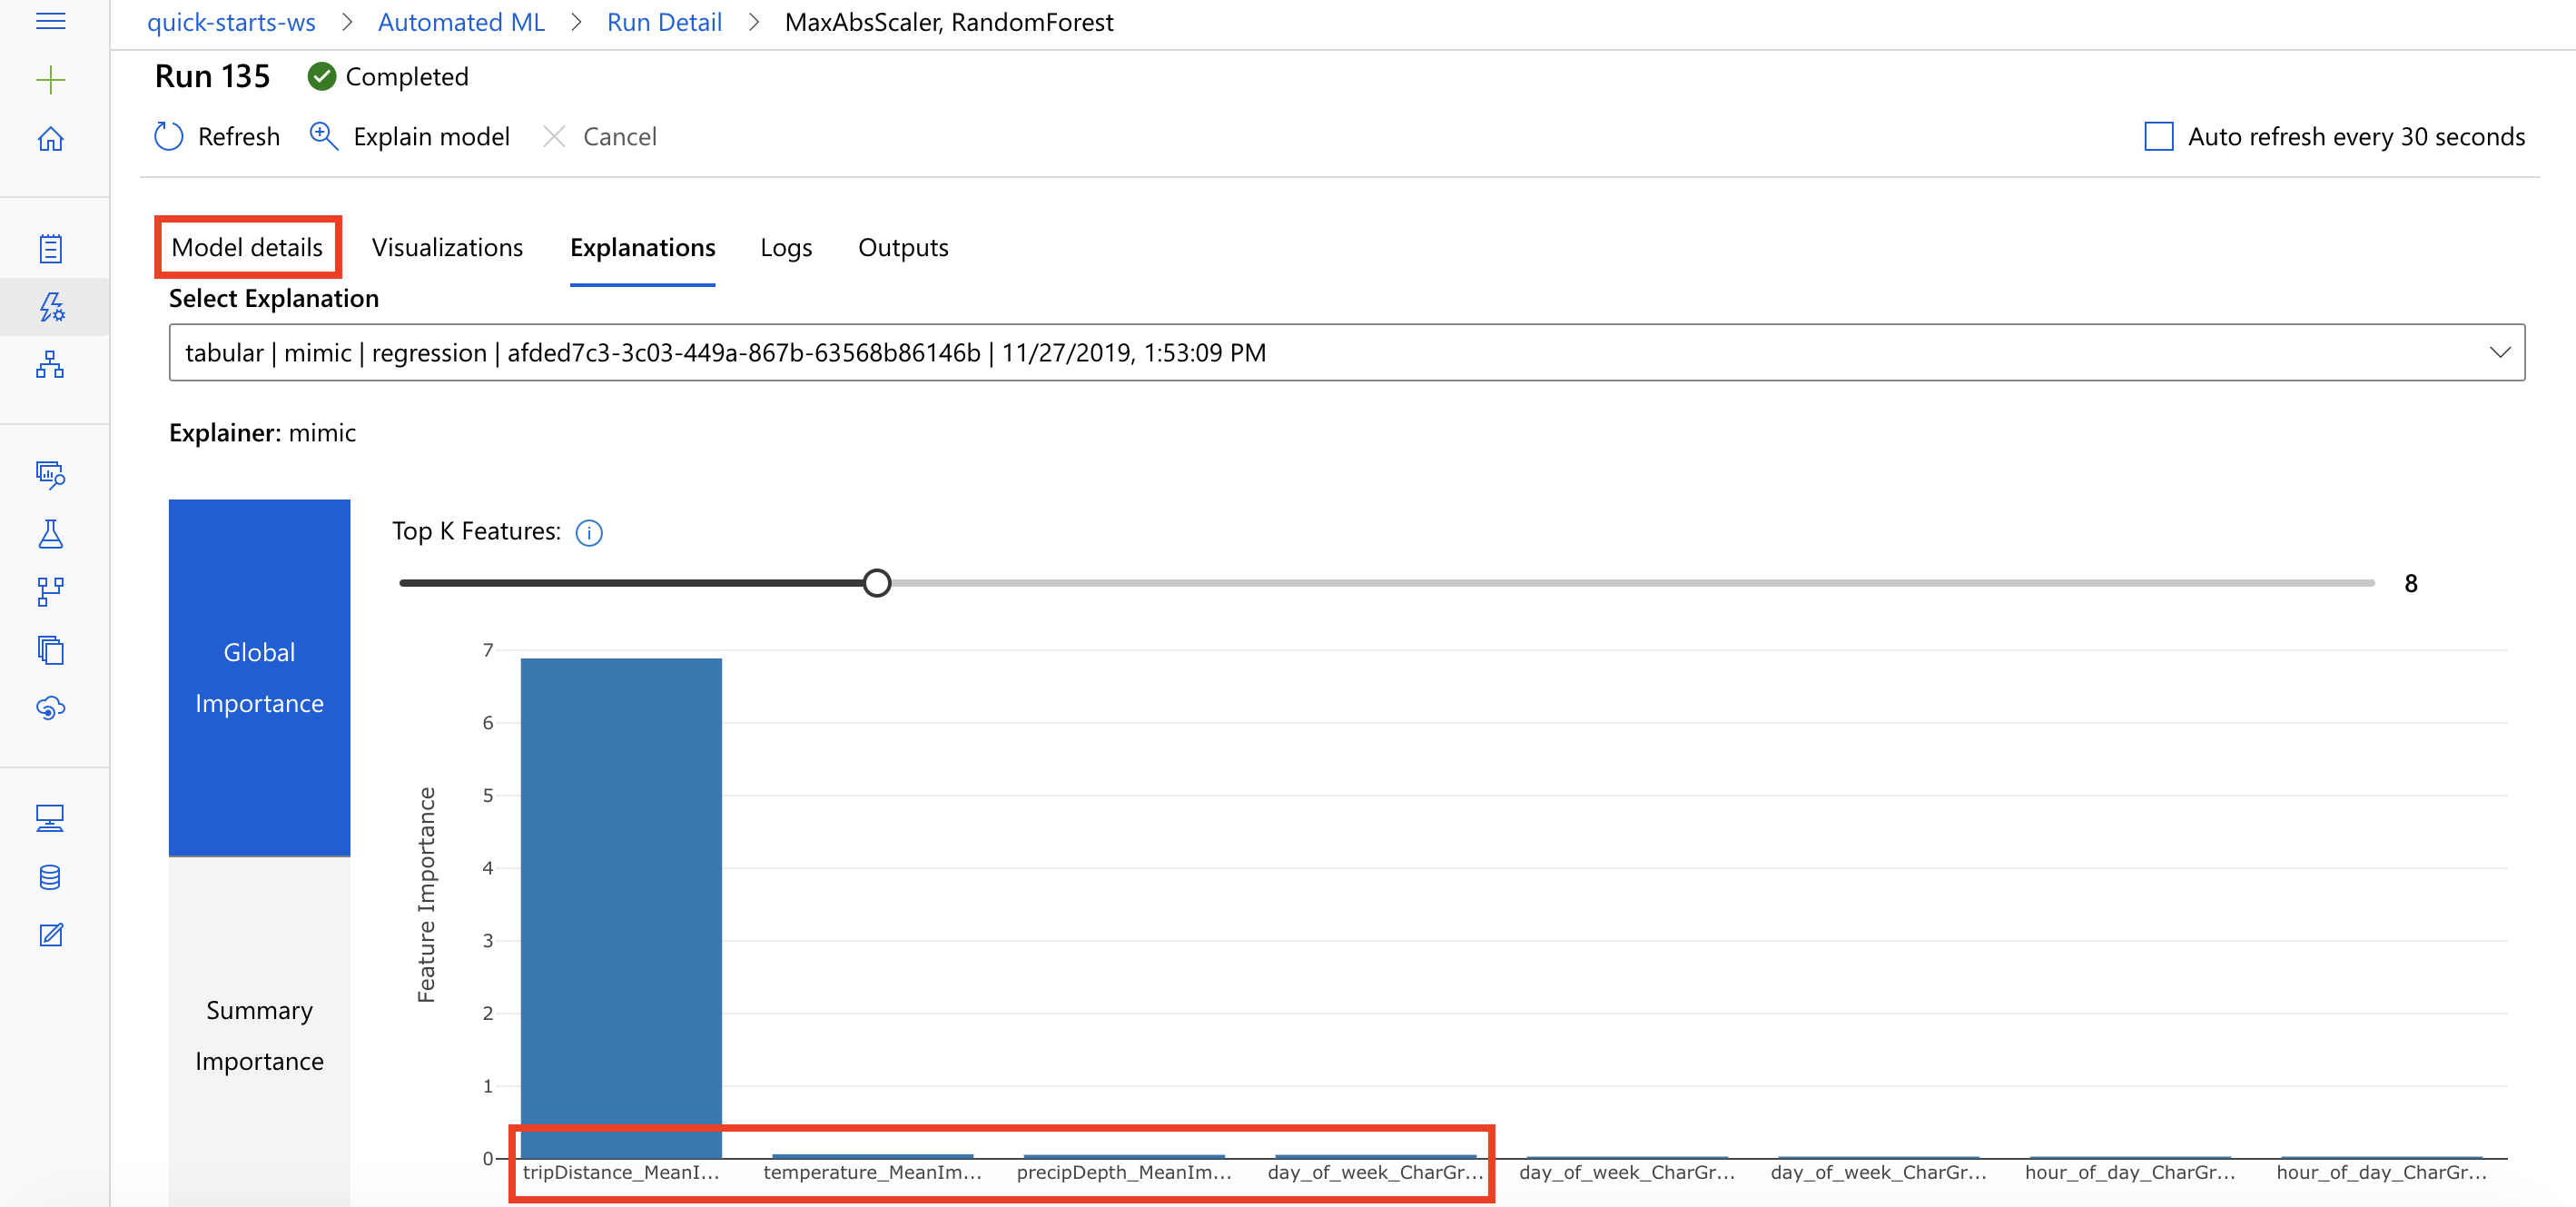 quick-starts-ws > Automated ML > Run Detail > MaxAbsScaler, RandomForest
Run 135 Completed
Refresh Explain model Cancel Auto refresh every 30 seconds
Model details Visualizations Explanations Logs Outputs
Select Explanation
tabular | mimic | regression | afded7c3-3c03-449a-867b-63568b86146b | 11/27/2019, 1:53:09 PM
Explainer: mimic
Top K Features: i
8
Global
Importance
Summary
Importance
Feature Importance
7
6
5
4
3
2
1
0
tripDistance_MeanI... temperature_MeanIm... precipDepth_MeanIm... day_of_week_CharGr... day_of_week_CharGr... day_of_week_CharGr... hour_of_day_CharGr... hour_of_day_CharGr...